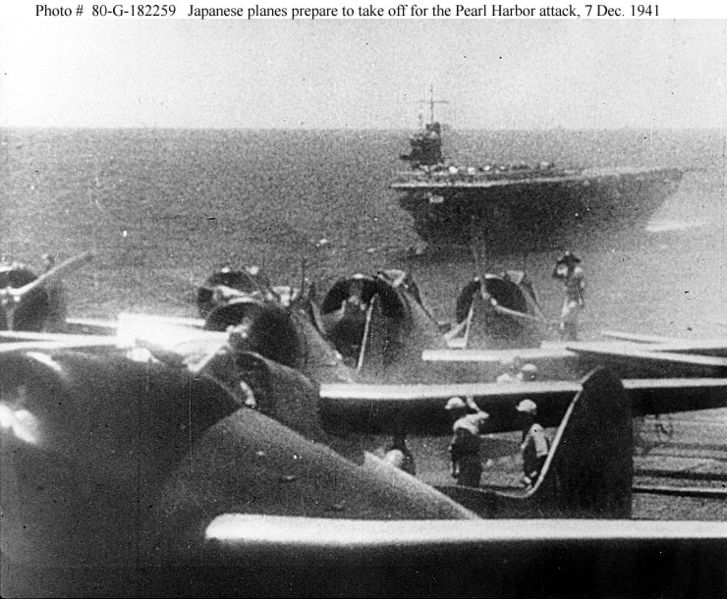 Photo #  80-G-182259   Japanese planes prepare to take off for the Pearl Harbor attack, 7 Dec. 1941